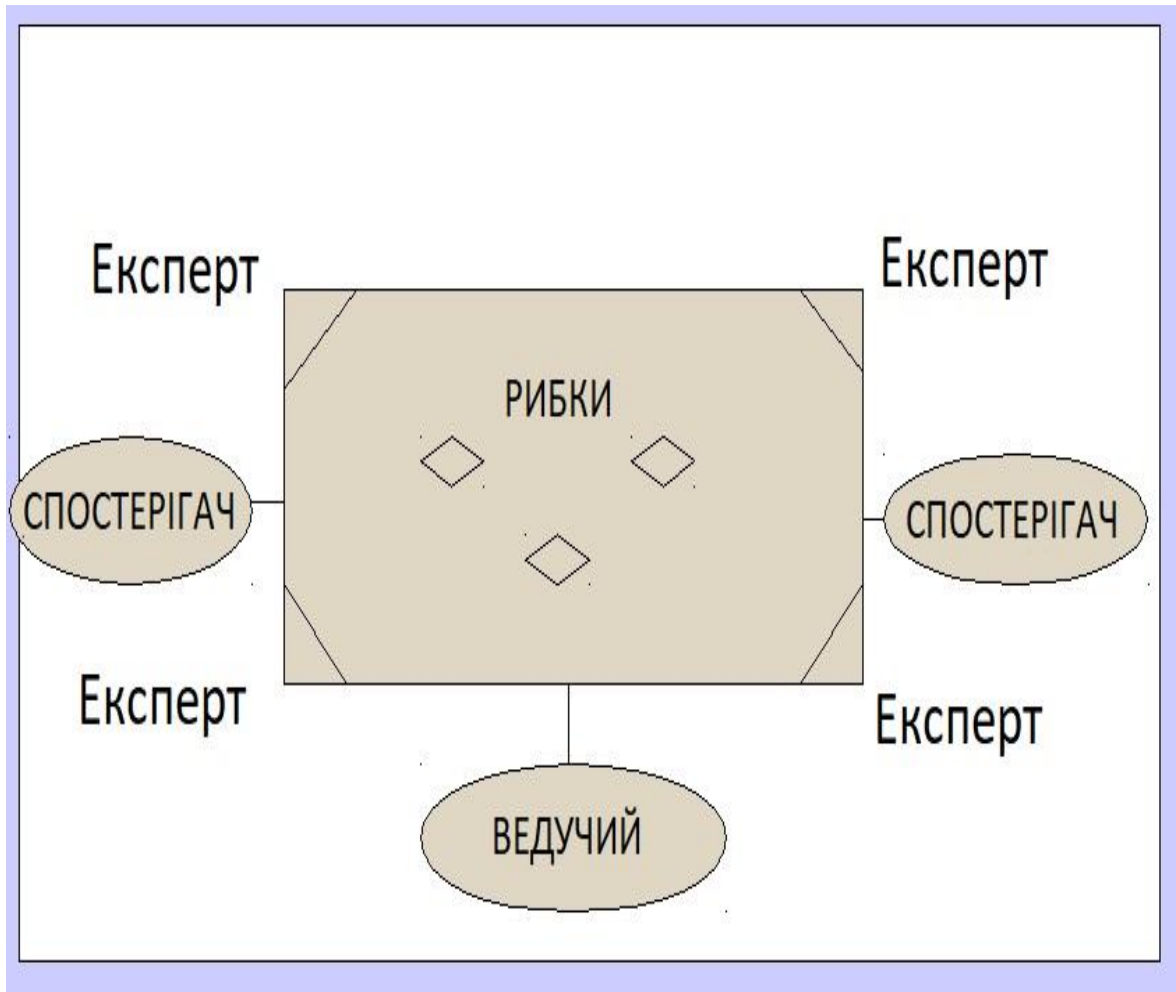 Експерт
Експерт
РИБКИ
СПОСТЕРІГАЧ
СПОСТЕРІГАЧ
Експерт
Експерт
ВЕДУЧИЙ